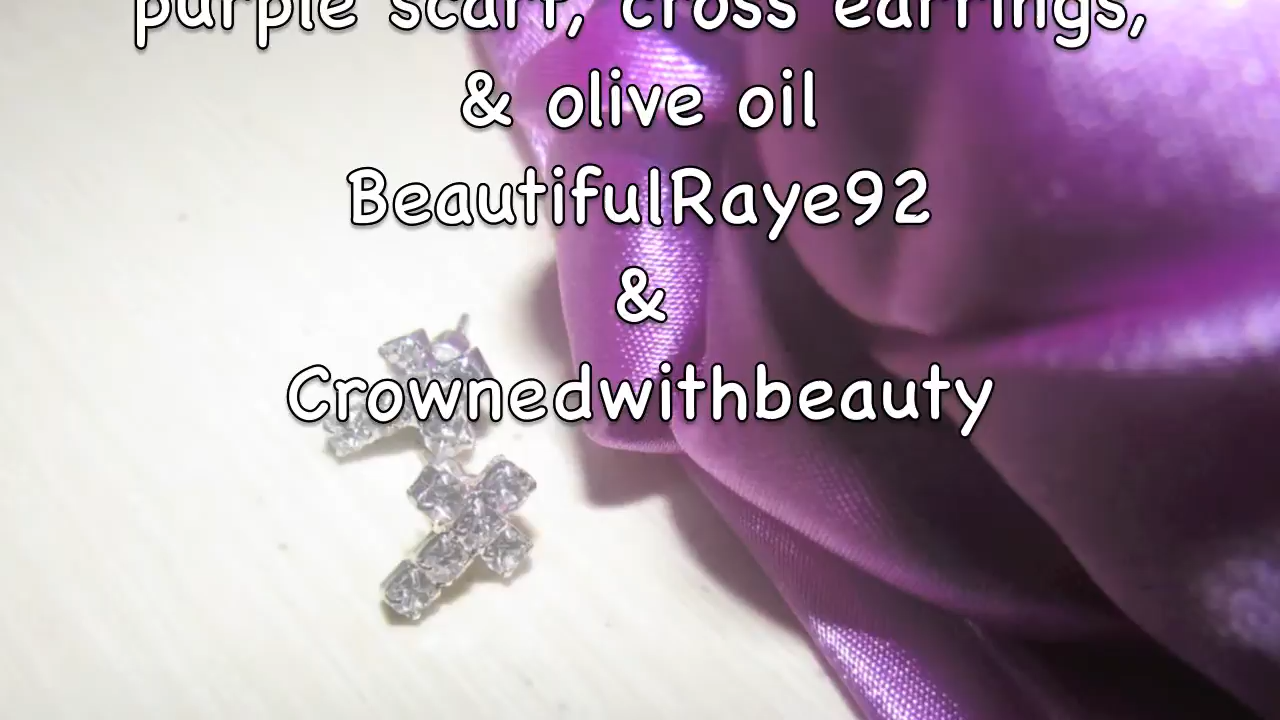 purple scarf, cross earrings,
& olive oil
BeautifulRaye92
&
Crownedwithbeauty